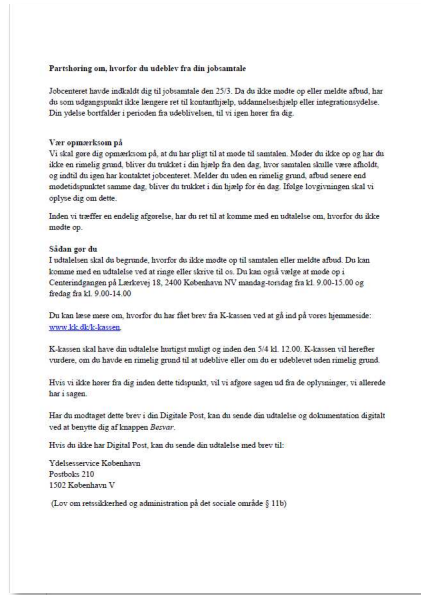 Partshøring om, hvorfor du udeblev fra din jobsamtale
Jobcenteret havde indkaldt dig til jobsamtale den 25/3. Da du ikke mødte op eller meldte afbud, har
du som udgangspunkt ikke længere ret til kontanthjælp, uddannelseshjælp eller integrationsydelse.
Din ydelse bortfalder i perioden fra udeblivelsen, til vi igen hører fra dig.
Vær opmærksom på
Vi skal gøre dig opmærksom på, at du har pligt til at møde til samtalen. Møder du ikke op og har du
ikke en rimelig grund, bliver du trukket i din hjælp fra den dag, hvor samtalen skulle være afholdt,
og indtil du igen har kontaktet jobcenteret. Melder du uden en rimelig grund, afbud senere end
mødetidspunktet samme dag, bliver du trukket i din hjælp for én dag. Ifølge lovgivningen skal vi
oplyse dig om dette.
Inden vi træffer en endelig afgørelse, har du ret til at komme med en udtalelse om, hvorfor du ikke
mødte op.
Sådan gør du
I udtalelsen skal du begrunde, hvorfor du ikke mødte op til samtalen eller meldte afbud. Du kan
komme med en udtalelse ved at ringe eller skrive til os. Du kan også vælge at møde op i
Centerindgangen på Lærkevej 18, 2400 København NV mandag-torsdag fra kl. 9.00-15.00 og
fredag fra kl. 9.00-14.00
Du kan læse mere om, hvorfor du har fået brev fra K-kassen ved at gå ind på vores hjemmeside:
www.kk.dk/k-kassen.
K-kassen skal have din udtalelse hurtigst muligt og inden den 5/4 kl. 12.00. K-kassen vil herefter
vurdere, om du havde en rimelig grund til at udeblive eller om du er udeblevet uden rimelig grund.
Hvis vi ikke hører fra dig inden dette tidspunkt, vil vi afgøre sagen ud fra de oplysninger, vi allerede
har i sagen.
Har du modtaget dette brev i din Digitale Post, kan du sende din udtalelse og dokumentation digitalt
ved at benytte dig af knappen Besvar.
Hvis du ikke har Digital Post, kan du sende din udtalelse med brev til:
Ydelsesservice København
Postboks 210
1502 København V
(Lov om retssikkerhed og administration på det sociale område § 11b)